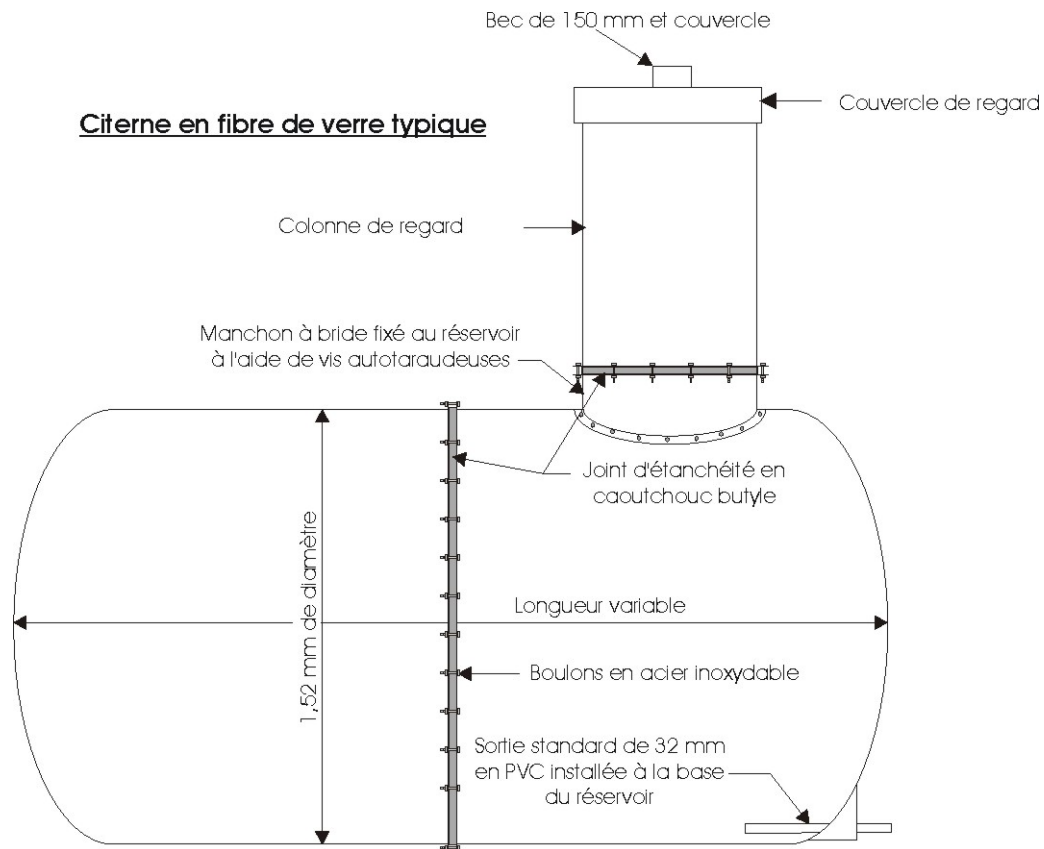 Bec de 150 mm et couvercle
Couvercle de regard
Citerne en fibre de verre typique
Colonne de regard
Manchon à bride fixé au réservoir
à l'aide de vis autotaraudeuses
Joint d'étanchéité en
caoutchouc butyle
1,52 mm de diamètre
Longueur variable
Boulons en acier inoxydable
Sortie standard de 32 mm
en PVC installée à la base
du réservoir